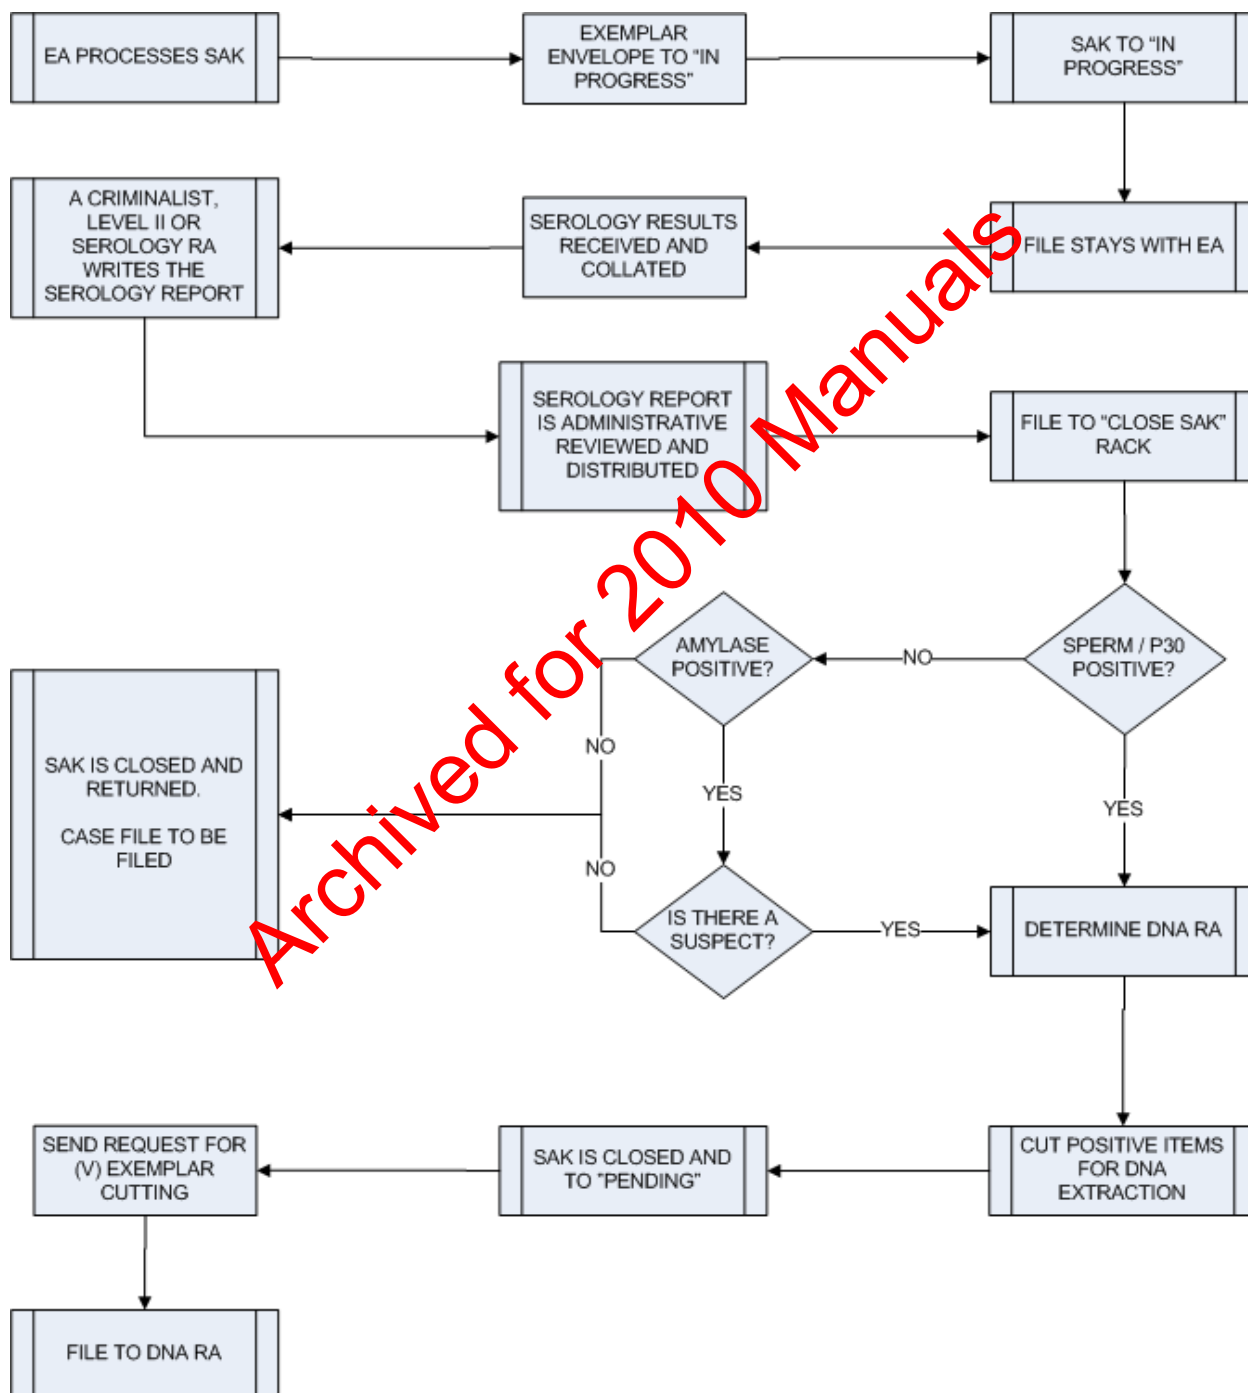 EA PROCESSES SAK
EXEMPLAR
ENVELOPE TO "IN
PROGRESS"
SAK TO “IN
PROGRESS”
A CRIMINALIST,
LEVEL II OR
SEROLOGY RA
WRITES THE
SEROLOGY REPORT
SEROLOGY RESULTS
RECEIVED AND
COLLATED
FILE STAYS WITH EA
SEROLOGY REPORT
IS ADMINISTRATIVE
REVIEWED AND
DISTRIBUTED
FILE TO “CLOSE SAK”
RACK
AMYLASE
POSITIVE?
NO
SPERM / P30
POSITIVE?
SAK IS CLOSED AND
RETURNED.
CASE FILE TO BE
FILED
NO
YES
YES
NO
IS THERE A
SUSPECT?
YES
DETERMINE DNA RA
SEND REQUEST FOR
(V) EXEMPLAR
CUTTING
SAK IS CLOSED AND
TO ”PENDING”
CUT POSITIVE ITEMS
FOR DNA
EXTRACTION
FILE TO DNA RA
Archived for 2010 Manuals